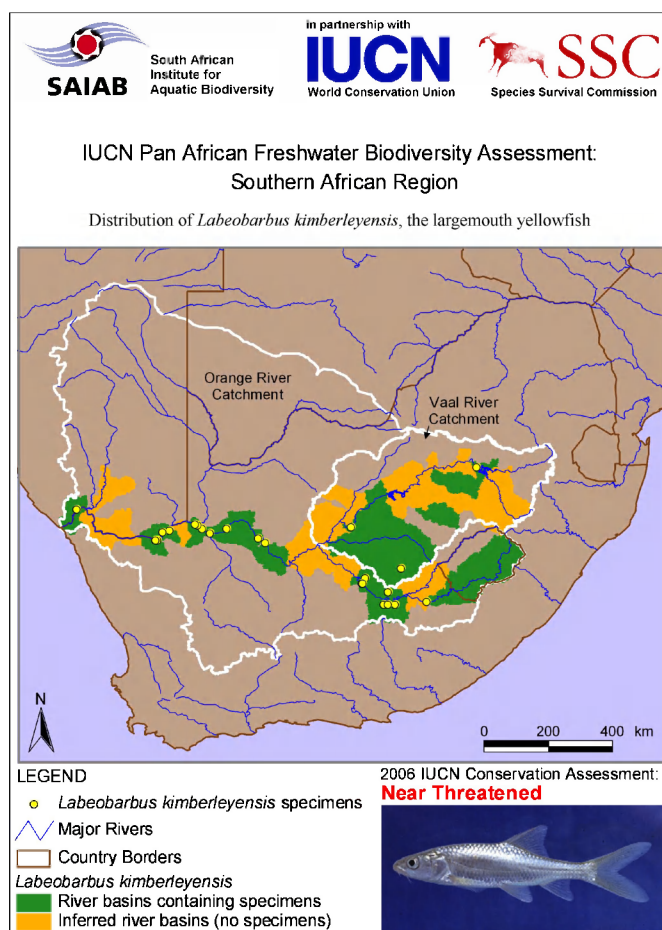 SAIAB
South African
Institute for
Aquatic Biodiversity
in partnership with
IUCN
World Conservation Union
SSC
Species Survival Commission
IUCN Pan African Freshwater Biodiversity Assessment:
Southern African Region
Distribution of Labeobarbus kimberleyensis, the largemouth yellowfish
Orange River
Catchment
Vaal River
Catchment
N
0 200 400 km
LEGEND
Labeobarbus kimberleyensis specimens
Major Rivers
Country Borders
Labeobarbus kimberleyensis
River basins containing specimens
Inferred river basins (no specimens)
2006 IUCN Conservation Assessment:
Near Threatened